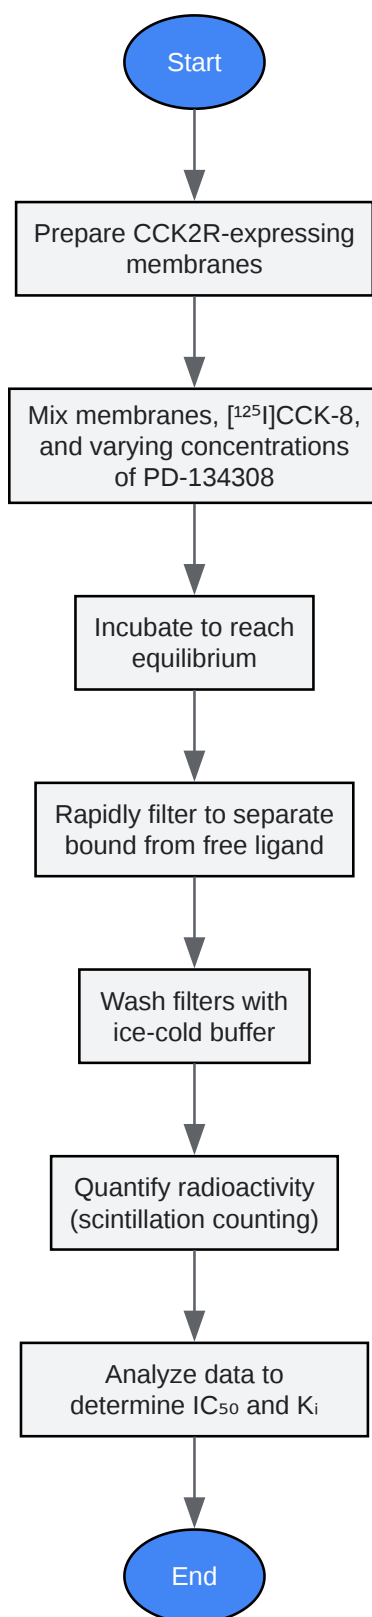 Start
Prepare CCK2R-expressing
membranes
Mix membranes, [¹²⁵I]CCK-8,
and varying concentrations
of PD-134308
Incubate to reach
equilibrium
Rapidly filter to separate
bound from free ligand
Wash filters with
ice-cold buffer
Quantify radioactivity
(scintillation counting)
Analyze data to
determine IC₅₀ and Kᵢ
End